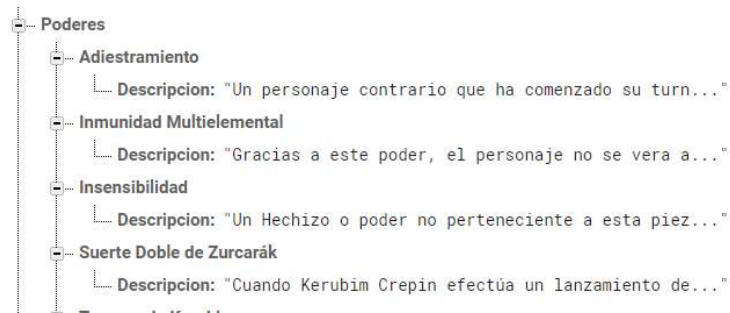 Poderes
Adiestramiento
Descripcion: "Un personaje contrario que ha comenzado su turn..."
Inmunidad Multielemental
Descripcion: "Gracias a este poder, el personaje no se vera a..."
Insensibilidad
Descripcion: "Un Hechizo o poder no perteneciente a esta piez..."
Suerte Doble de Zurcarák
Descripcion: "Cuando Kerubim Crepin efectúa un lanzamiento de..."